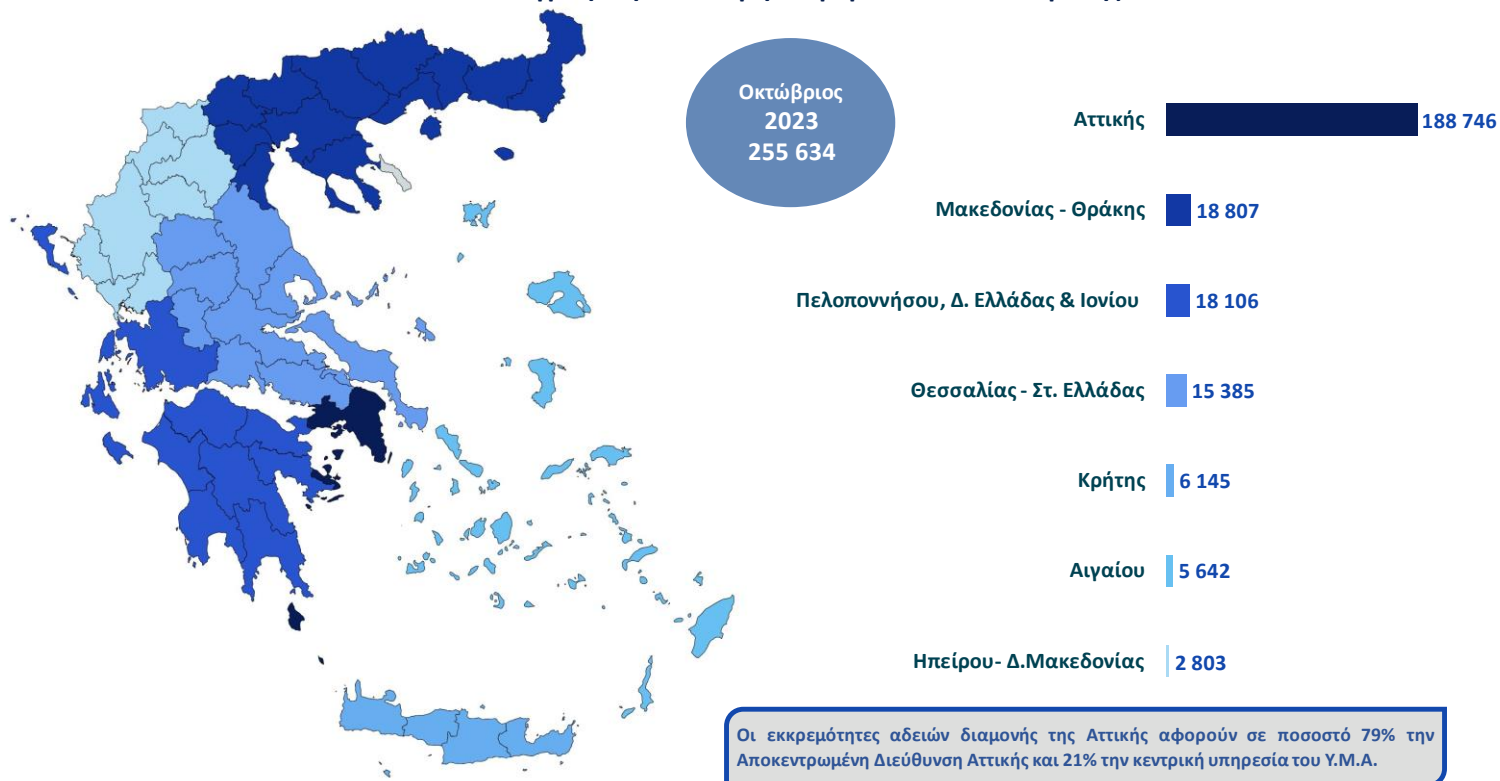 Οκτώβριος
2023
255 634
Αττικής 188 746
Μακεδονίας - Θράκης 18 807
Πελοποννήσου, Δ. Ελλάδας & Ιονίου 18 106
Θεσσαλίας - Στ. Ελλάδας 15 385
Κρήτης 6 145
Αιγαίου 5 642
Ηπείρου- Δ.Μακεδονίας 2 803
Οι εκκρεμότητες αδειών διαμονής της Αττικής αφορούν σε ποσοστό 79% την
Αποκεντρωμένη Διεύθυνση Αττικής και 21% την κεντρική υπηρεσία του Υ.Μ.Α.